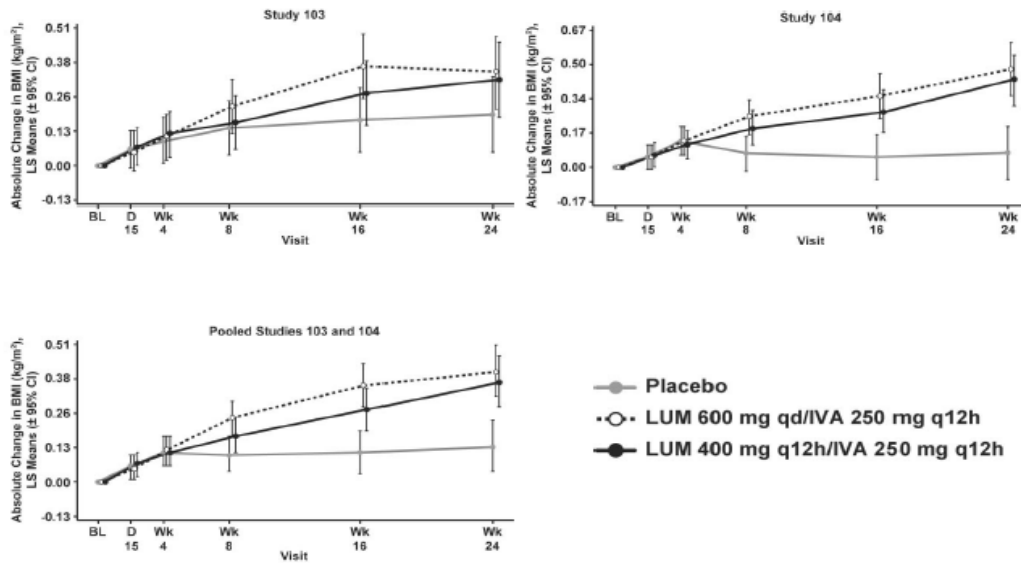 Study 103
Absolute Change in BMI (kg/m²),
LS Means (± 95% CI)
0.51
0.38
0.26
0.13
0.00
-0.13
BL D Wk Wk Wk Wk
15 4 8 16 24
Visit
Study 104
Absolute Change in BMI (kg/m²),
LS Means (± 95% CI)
0.67
0.50
0.34
0.17
0.00
-0.17
BL D Wk Wk Wk Wk
15 4 8 16 24
Visit
Pooled Studies 103 and 104
Absolute Change in BMI (kg/m²),
LS Means (± 95% CI)
0.51
0.38
0.26
0.13
0.00
-0.13
BL D Wk Wk Wk Wk
15 4 8 16 24
Visit
Placebo
LUM 600 mg qd/IVA 250 mg q12h
LUM 400 mg q12h/IVA 250 mg q12h